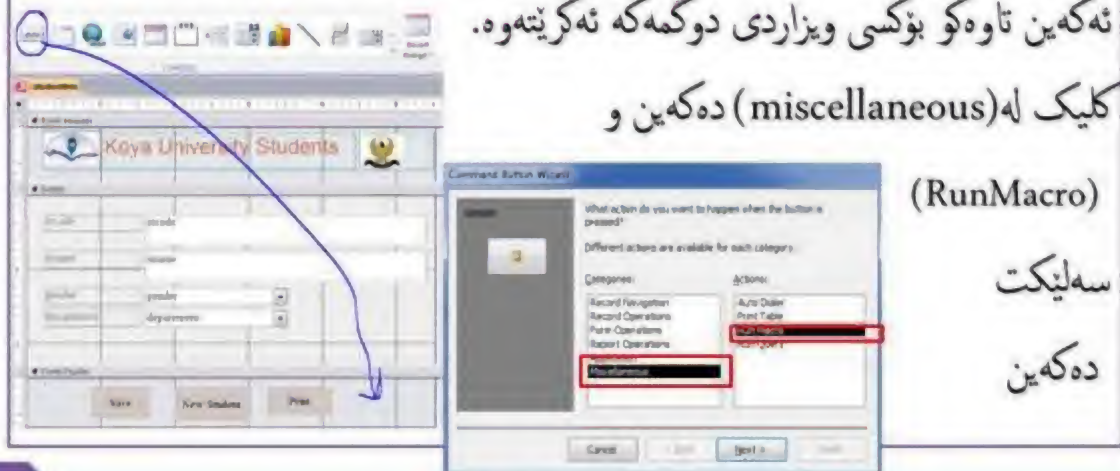 ئەکەین تاوەکو بۆکسی ویزاردی دوگمەکە ئەکرێتەوە.
کلیک لە(miscellaneous) دەکەین و
(RunMacro)
سەلێکت
دەکەین
Koya University Students
gender
department
Save
New Student
Print
Command Button Wizard
What action do you want to happen when the button is
pressed?
Different actions are available for each category.
Categories:
Actions:
Record Navigation
Record Operations
Form Operations
Report Operations
Application
Miscellaneous
Auto Dialer
Print Table
Run Macro
Run Query
Cancel
Next >